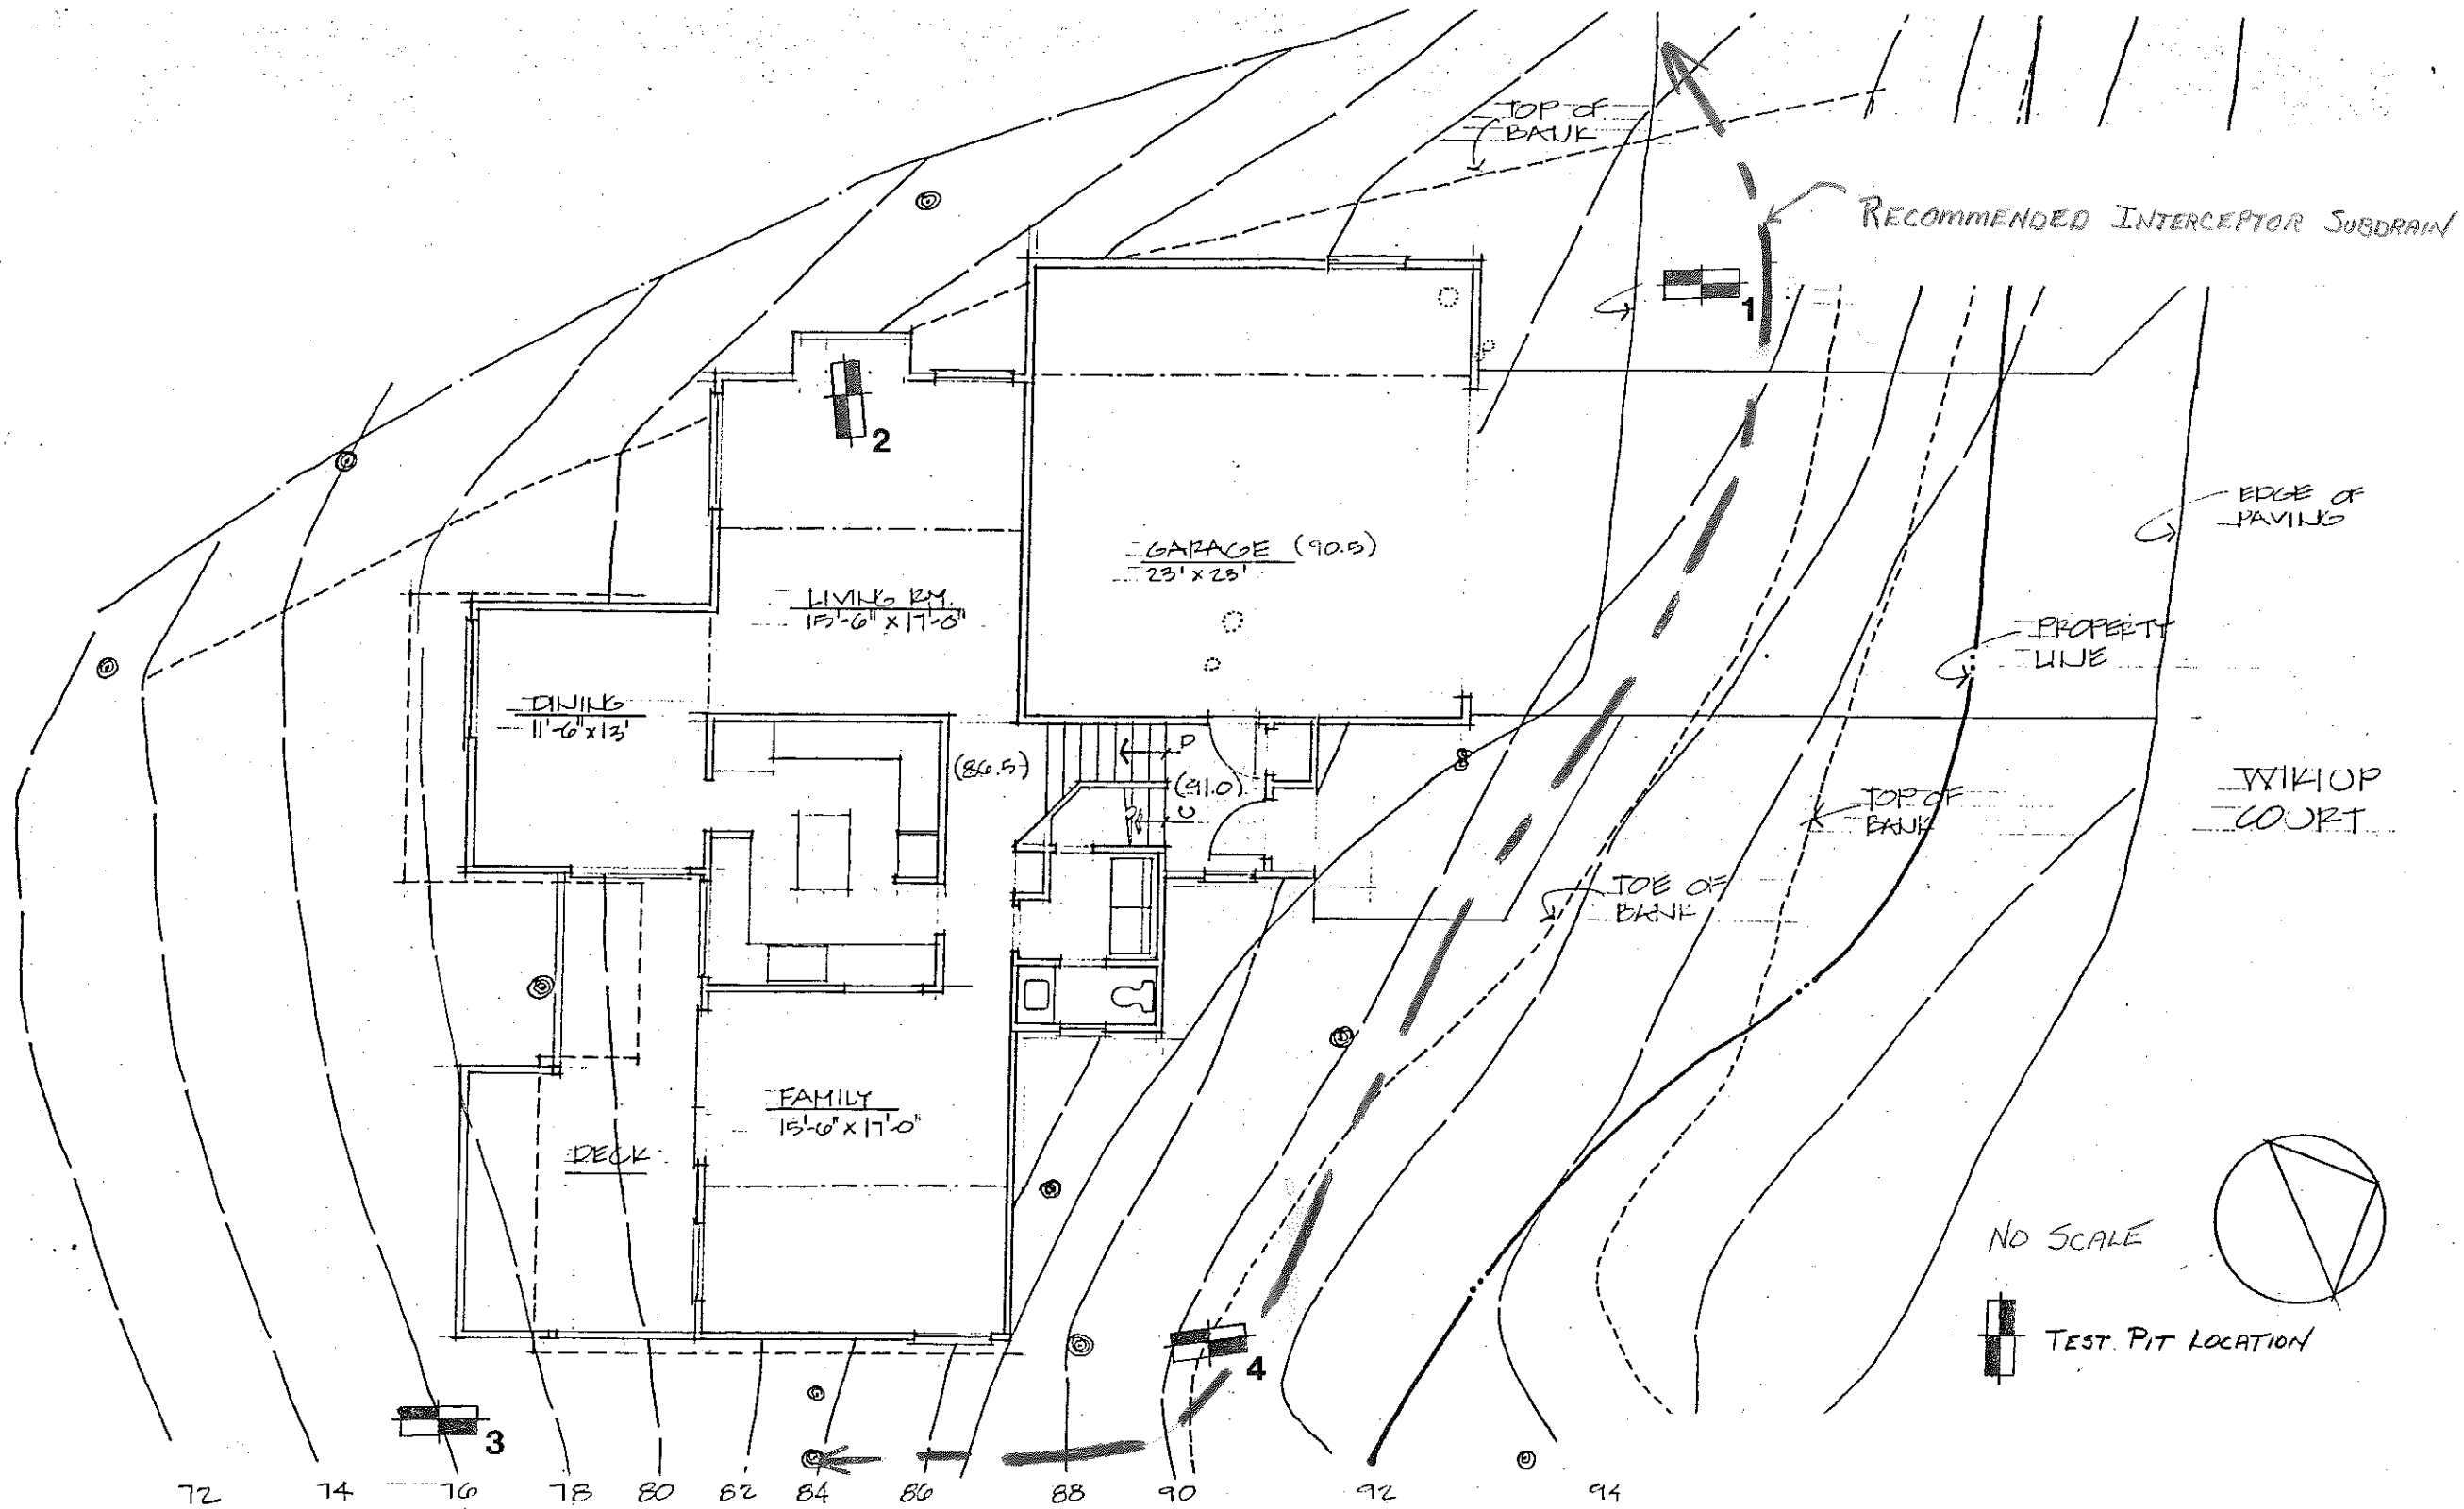 TOP OF
BANK
RECOMMENDED INTERCEPTOR SUBDRAIN
1
2
EDGE OF
PAVING
GARAGE (90.5)
23' x 23'
LIVING RM.
15'-6" x 17'-0"
PROPERTY
LINE
DINING
11'-6" x 13'
(86.5)
D
(91.0)
U
WIKIUP
COURT
TOP OF
BANK
TOE OF
BANK
FAMILY
15'-6" x 17'-0"
DECK
NO SCALE
TEST PIT LOCATION
4
3
72 74 76 78 80 82 84 86 88 90 92 94